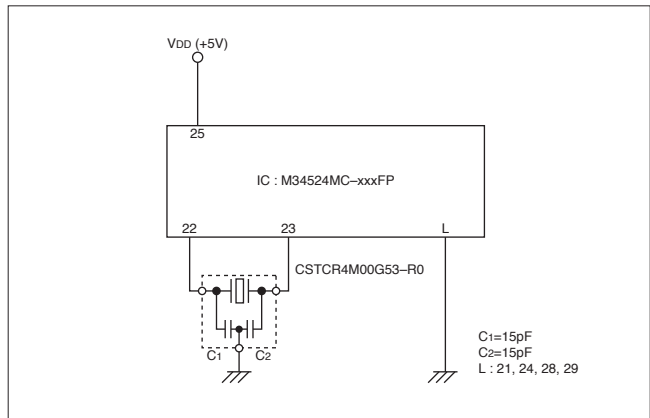 VDD (+5V)
25
IC : M34524MC–xxxFP
22 23 L
CSTCR4M00G53–R0
C1 C2
C1=15pF
C2=15pF
L : 21, 24, 28, 29